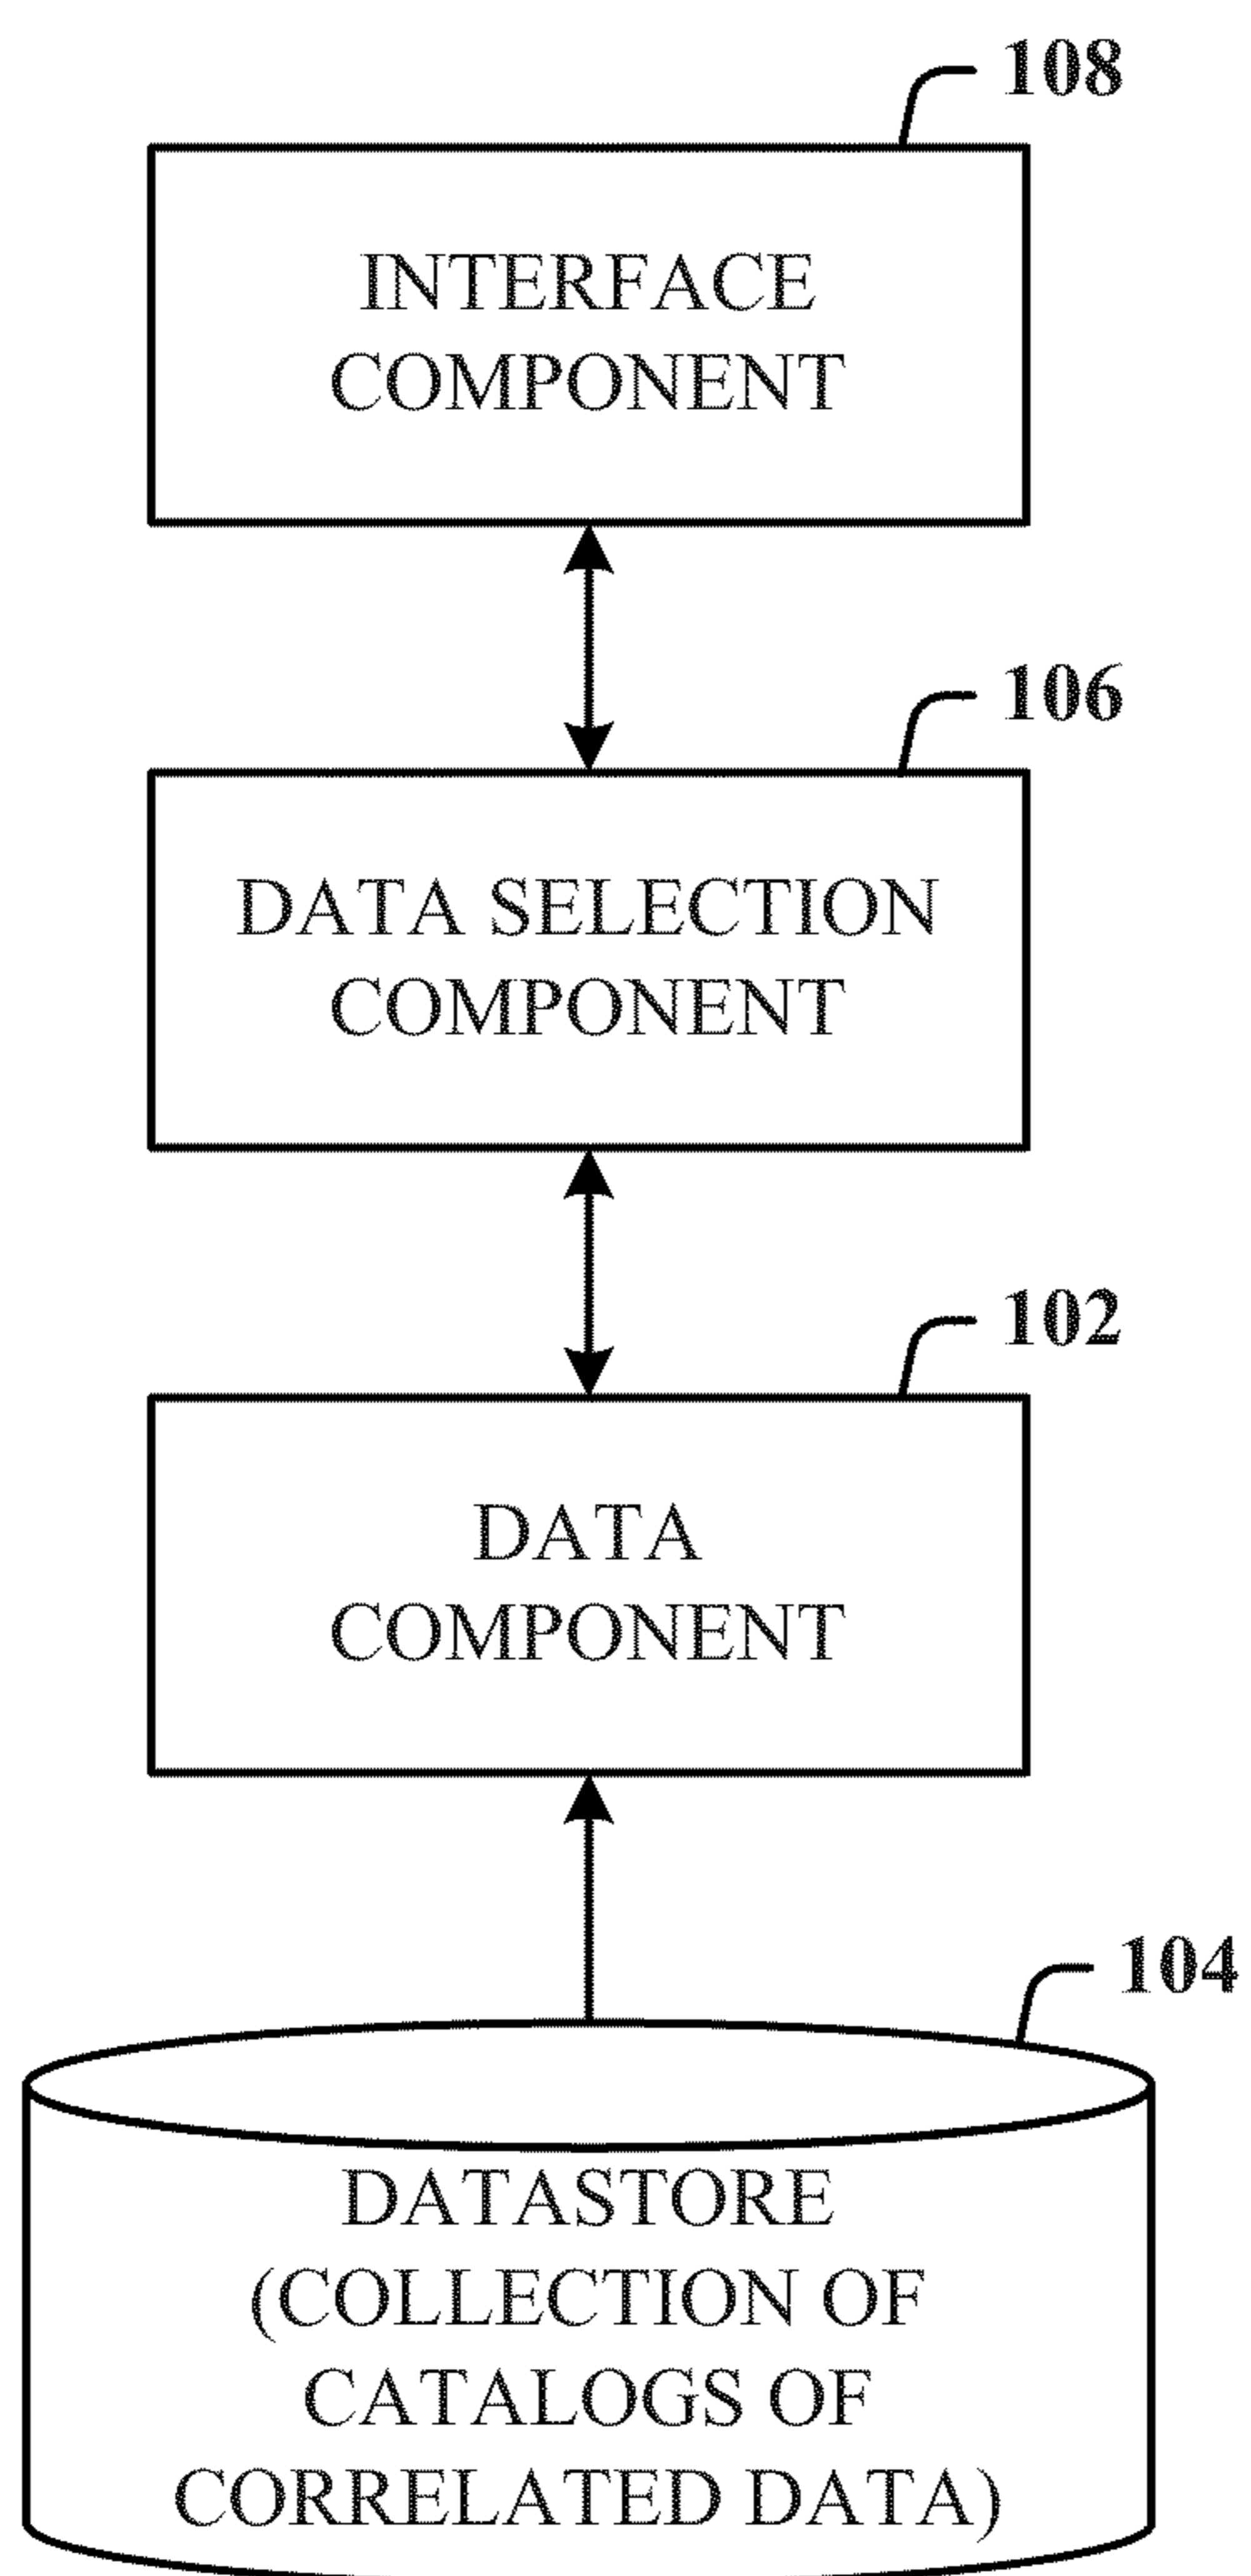 108
INTERFACE
COMPONENT
106
DATA SELECTION
COMPONENT
102
DATA
COMPONENT
104
DATASTORE
(COLLECTION OF
CATALOGS OF
CORRELATED DATA)